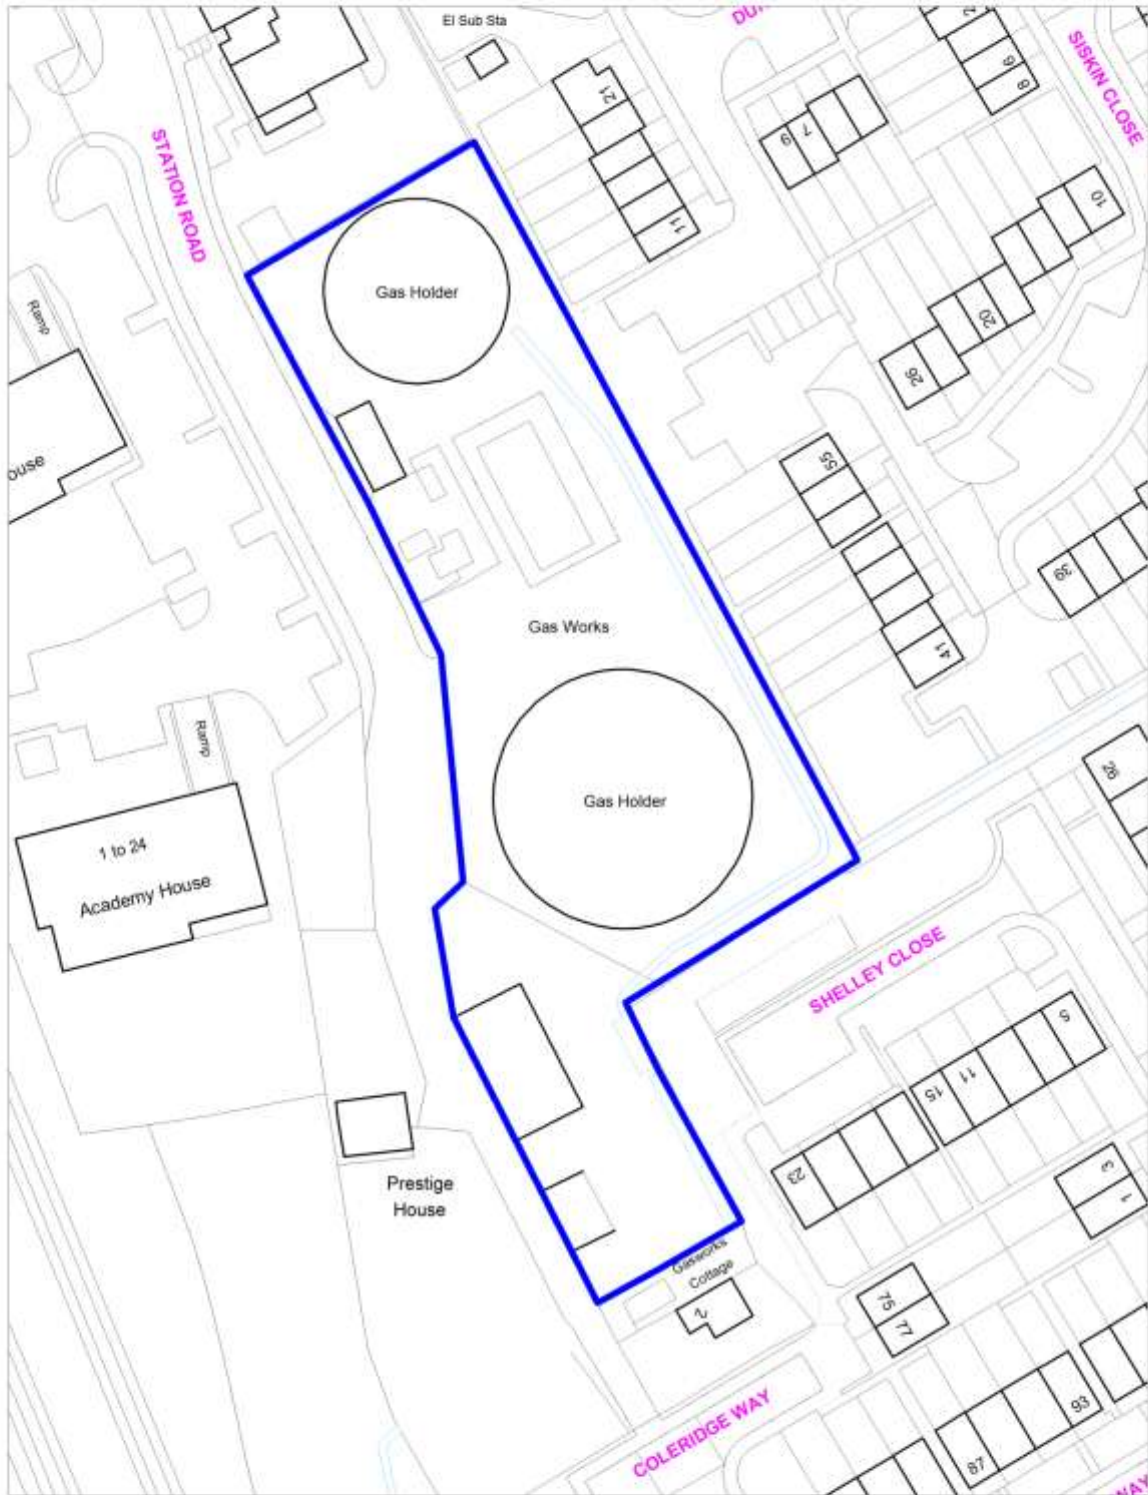 El Sub Sta
SISKIN CLOSE
2
6
8
21
STATION ROAD
7
9
10
11
Gas Holder
Ramp
20
26
55
39
Gas Works
41
Ramp
26
Gas Holder
1 to 24
Academy House
SHELLEY CLOSE
5
11
15
23
3
1
Prestige
House
Gasworks
Cottage
2
75
77
93
COLERIDGE WAY
87